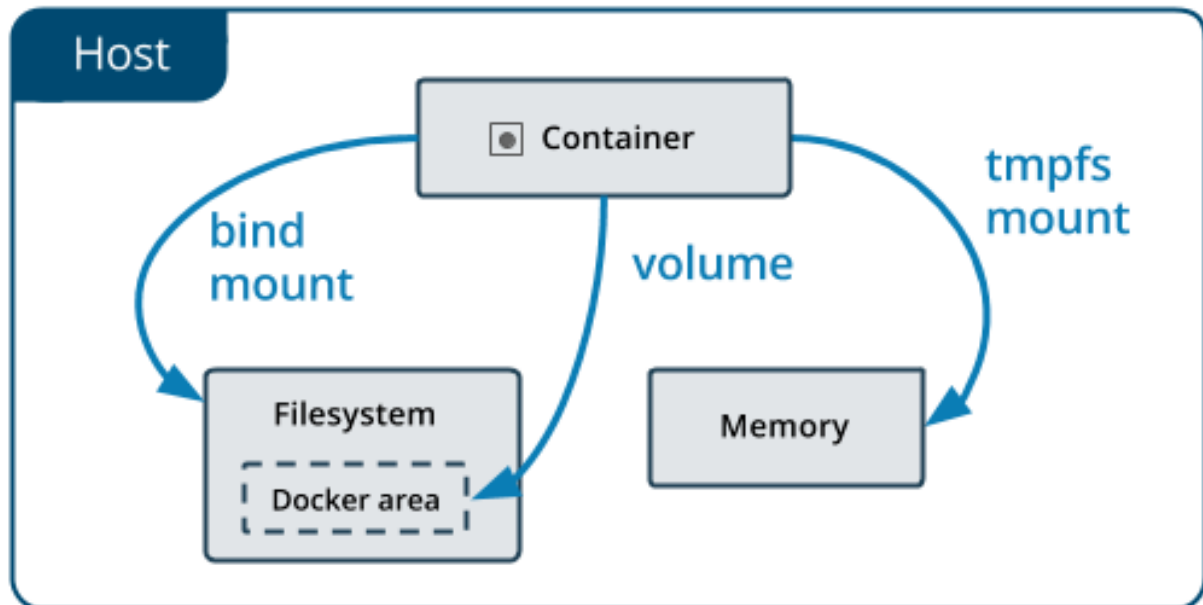 Host
Container
bind
mount
volume
tmpfs
mount
Filesystem
Docker area
Memory